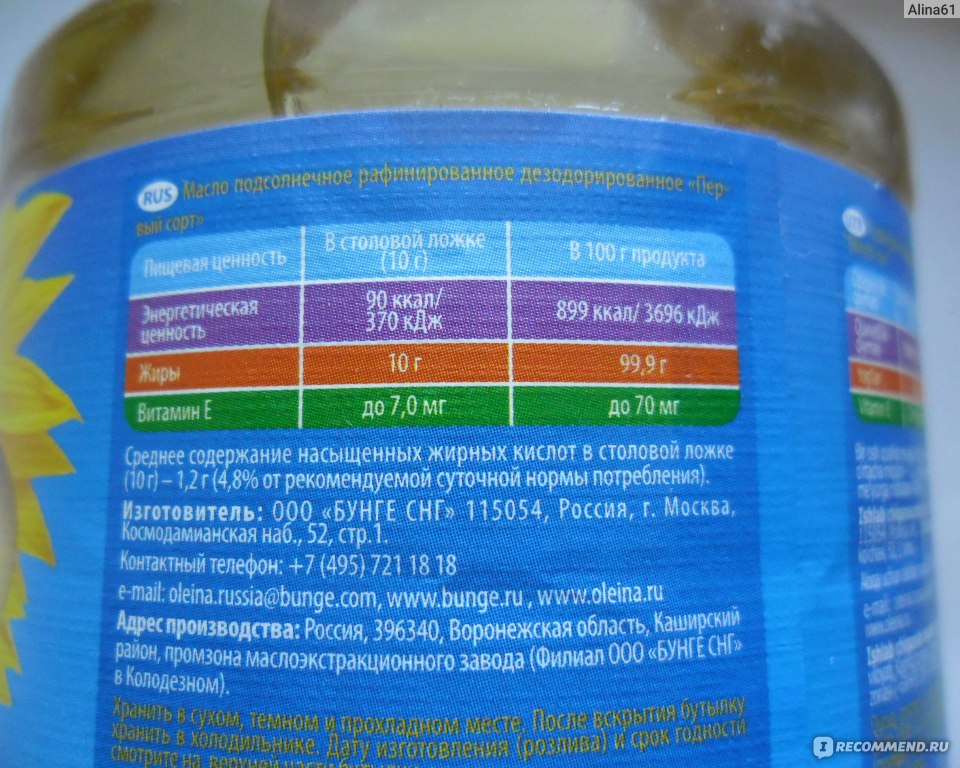 Alina61
RUS Масло подсолнечное рафинированное дезодорированное «Пер-
вый сорт»
Пищевая ценность В столовой ложке (10 г) В 100 г продукта
Энергетическая ценность 90 ккал/ 370 кДж 899 ккал/ 3696 кДж
Жиры 10 г 99,9 г
Витамин Е до 7,0 мг до 70 мг
Среднее содержание насыщенных жирных кислот в столовой ложке
(10 г) – 1,2 г (4,8% от рекомендуемой суточной нормы потребления).
Изготовитель: ООО «БУНГЕ СНГ» 115054, Россия, г. Москва,
Космодамианская наб., 52, стр.1.
Контактный телефон: +7 (495) 721 18 18
e-mail: oleina.russia@bunge.com, www.bunge.ru , www.oleina.ru
Адрес производства: Россия, 396340, Воронежская область, Каширский
район, промзона маслоэкстракционного завода (Филиал ООО «БУНГЕ СНГ»
в Колодезном).
Хранить в сухом, темном и прохладном месте. После вскрытия бутылку
хранить в холодильнике. Дату изготовления (розлива) и срок годности
смотрите на верхней части
IRECOMMEND.RU